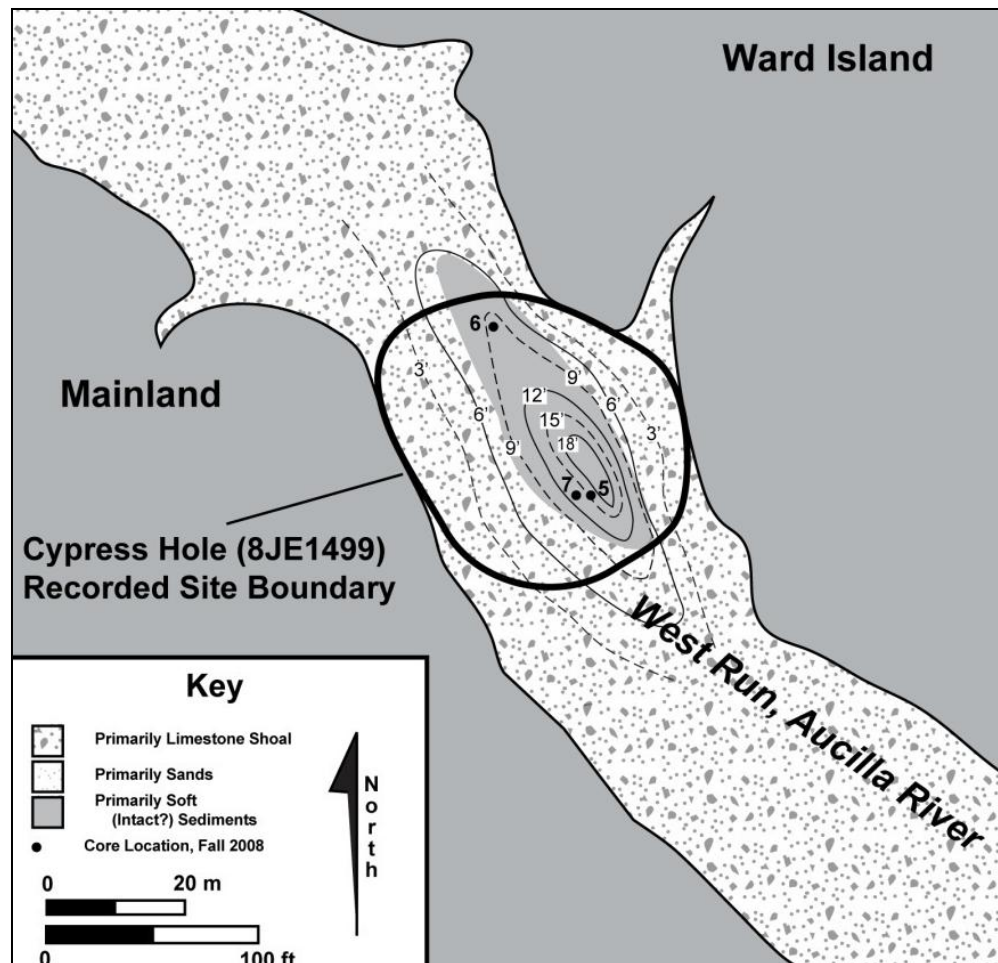 Ward Island
Mainland
6
3'
6'
9'
12'
15'
18'
9'
6'
3'
7
5
Cypress Hole (8JE1499)
Recorded Site Boundary
West Run, Aucilla River
Key
Primarily Limestone Shoal
Primarily Sands
Primarily Soft
(Intact?) Sediments
Core Location, Fall 2008
North
0 20 m
0 100 ft